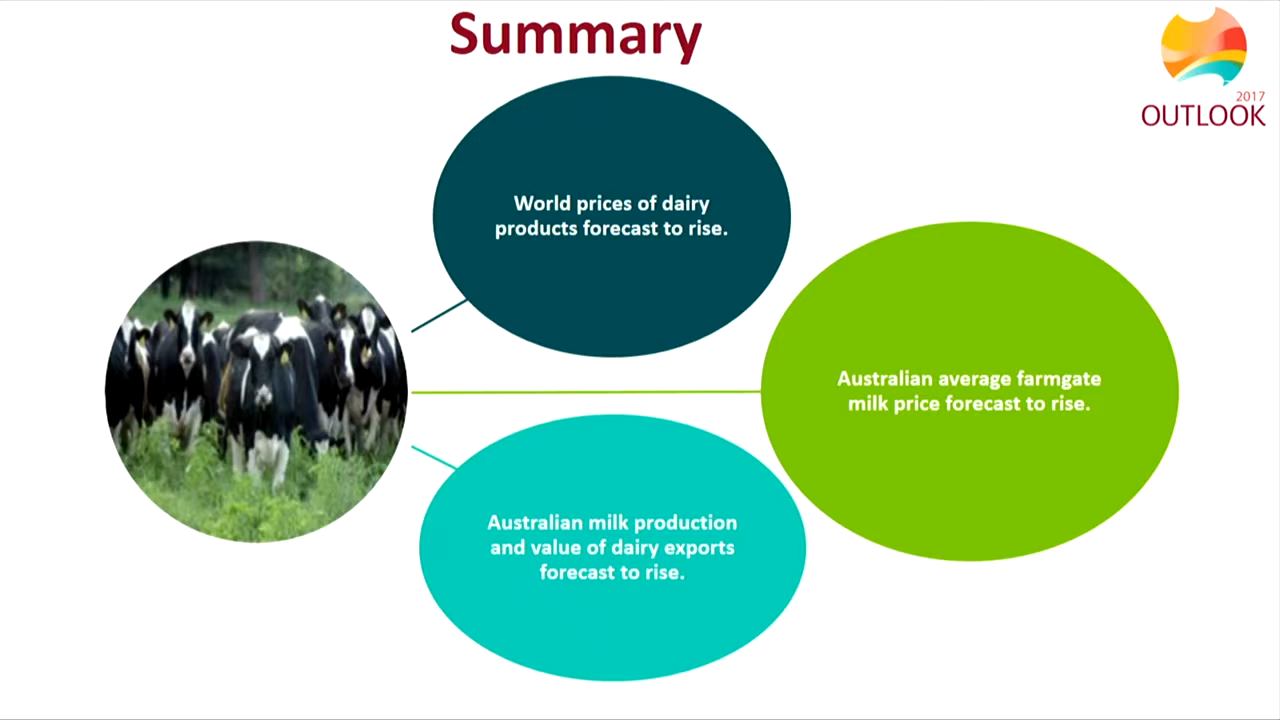 Summary
2017
OUTLOOK
World prices of dairy
products forecast to rise.
Australian average farmgate
milk price forecast to rise.
Australian milk production
and value of dairy exports
forecast to rise.